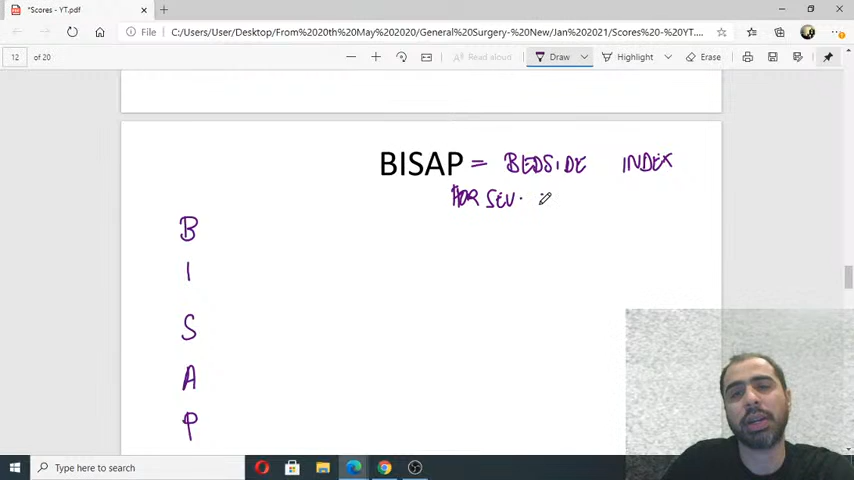 *Scores - YT.pdf
File C:/Users/User/Desktop/From%2020th%20May%202020/General%20Surgery-%20New/Jan%202021/Scores%20-%20YT....
12 of 20 Read aloud Draw Highlight Erase
BISAP = BEDSIDE INDEX
FOR SEV.
B
I
S
A
P
Type here to search